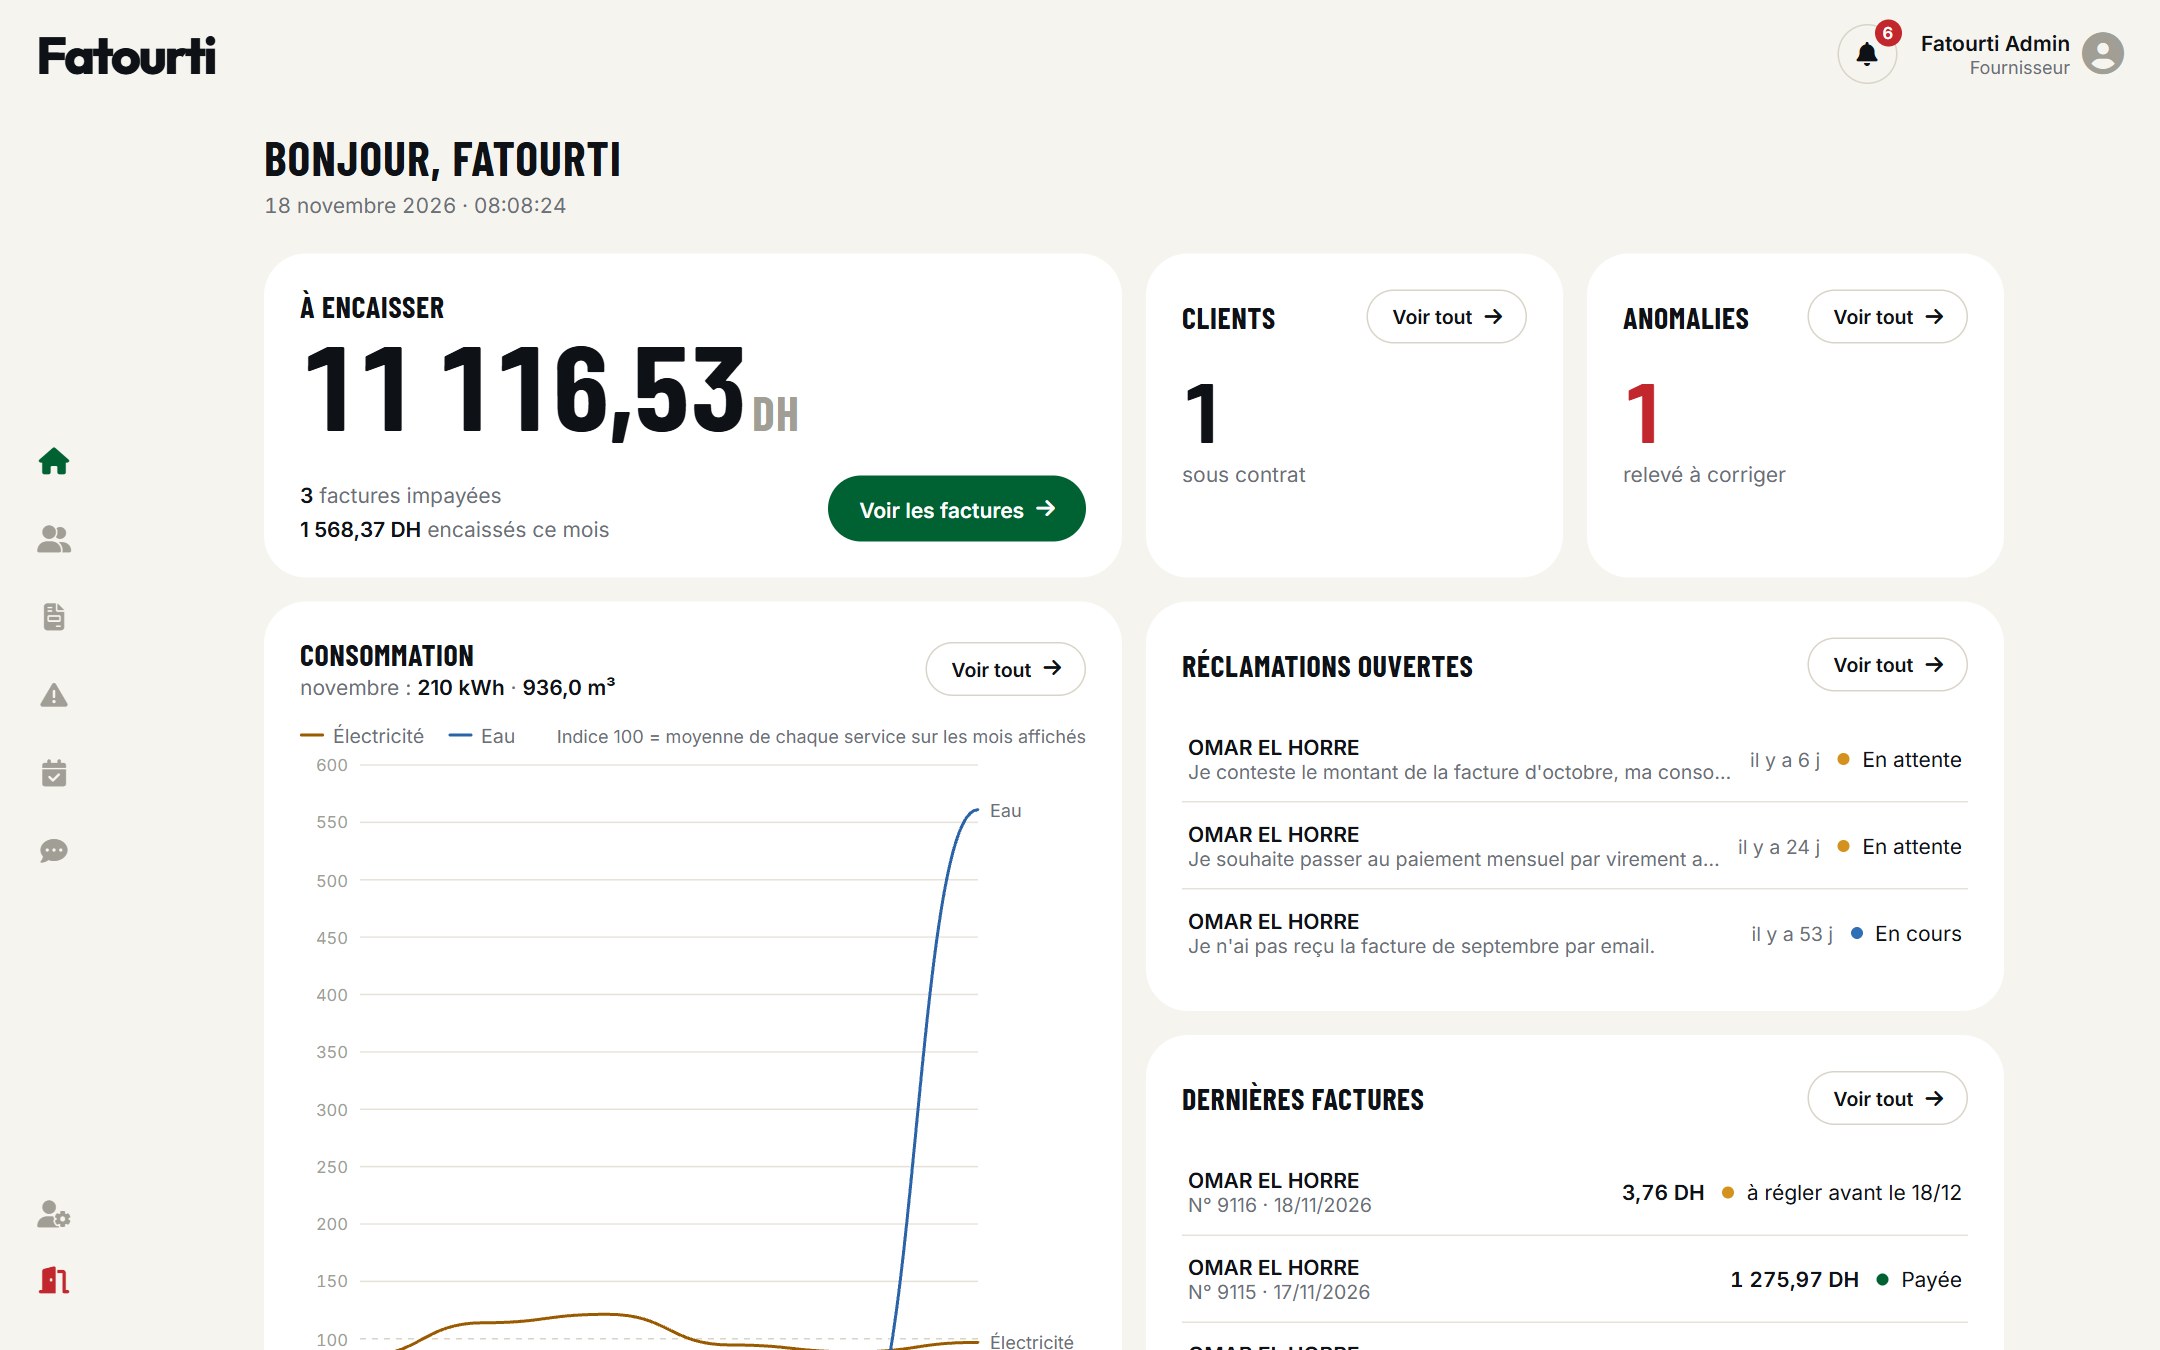 Fatourti
6
Fatourti Admin
Fournisseur
BONJOUR, FATOURTI
18 novembre 2026 · 08:08:24
À ENCAISSER
11 116,53 DH
3 factures impayées
1 568,37 DH encaissés ce mois
Voir les factures
CLIENTS
Voir tout
1
sous contrat
ANOMALIES
Voir tout
1
relevé à corriger
CONSOMMATION
novembre : 210 kWh · 936,0 m³
Voir tout
Électricité
Eau
Indice 100 = moyenne de chaque service sur les mois affichés
600
550
500
450
400
350
300
250
200
150
100
Eau
Électricité
RÉCLAMATIONS OUVERTES
Voir tout
OMAR EL HORRE
Je conteste le montant de la facture d'octobre, ma conso...
il y a 6 j
En attente
OMAR EL HORRE
Je souhaite passer au paiement mensuel par virement a...
il y a 24 j
En attente
OMAR EL HORRE
Je n'ai pas reçu la facture de septembre par email.
il y a 53 j
En cours
DERNIÈRES FACTURES
Voir tout
OMAR EL HORRE
N° 9116 · 18/11/2026
3,76 DH
à régler avant le 18/12
OMAR EL HORRE
N° 9115 · 17/11/2026
1 275,97 DH
Payée